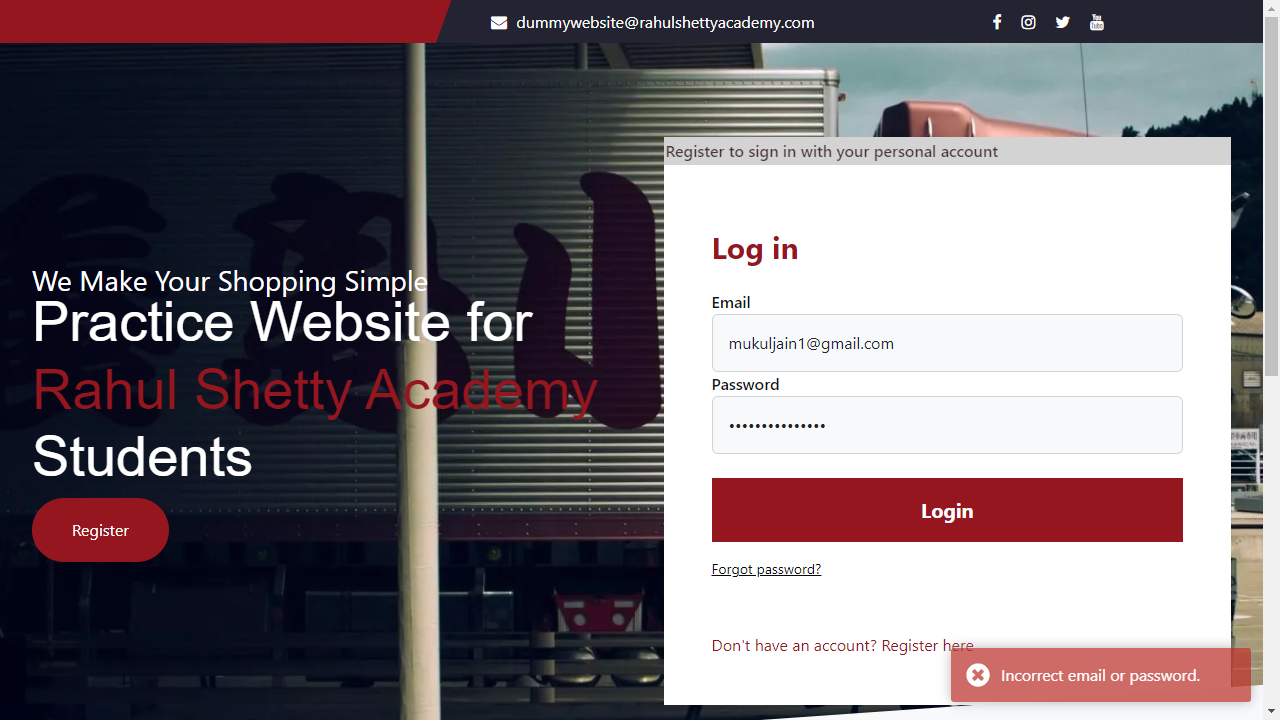 dummywebsite@rahulshettyacademy.com
We Make Your Shopping Simple
Practice Website for
Rahul Shetty Academy
Students
Register
Register to sign in with your personal account
Log in
Email
mukuljain1@gmail.com
Password
•••••••••••••••
Login
Forgot password?
Don't have an account? Register here
Incorrect email or password.